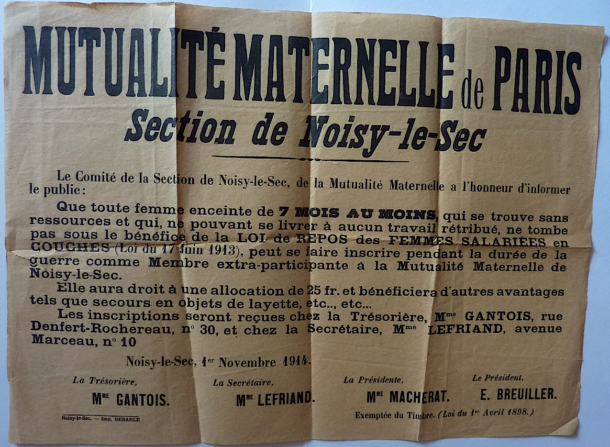 MUTUALITÉ MATERNELLE de PARIS
Section de Noisy-le-Sec
Le Comité de la Section de Noisy-le-Sec, de la Mutualité Maternelle a l'honneur d'informer
le public :
Que toute femme enceinte de 7 MOIS AU MOINS, qui se trouve sans
ressources et qui, ne pouvant se livrer à aucun travail rétribué, ne tombe
pas sous le bénéfice de la LOI de REPOS des FEMMES SALARIÉES en
COUCHES (Loi du 17 Juin 1913), peut se faire inscrire pendant la durée de la
guerre comme Membre extra-participante à la Mutualité Maternelle de
Noisy-le-Sec.
Elle aura droit à une allocation de 25 fr. et bénéficiera d'autres avantages
tels que secours en objets de layette, etc.., etc...
Les inscriptions seront reçues chez la Trésorière, Mme GANTOIS, rue
Denfert-Rochereau, n° 30, et chez la Secrétaire, Mme LEFRIAND, avenue
Marceau, n° 10
Noisy-le-Sec, 1er Novembre 1914.
La Trésorière, La Secrétaire, La Présidente, Le Président,
MME GANTOIS. MME LEFRIAND. MME MACHERAT. E. BREUILLER.
Noisy-le-Sec. — Imp. DEBARLE Exemptée du Timbre. (Loi du 1er Avril 1898.)